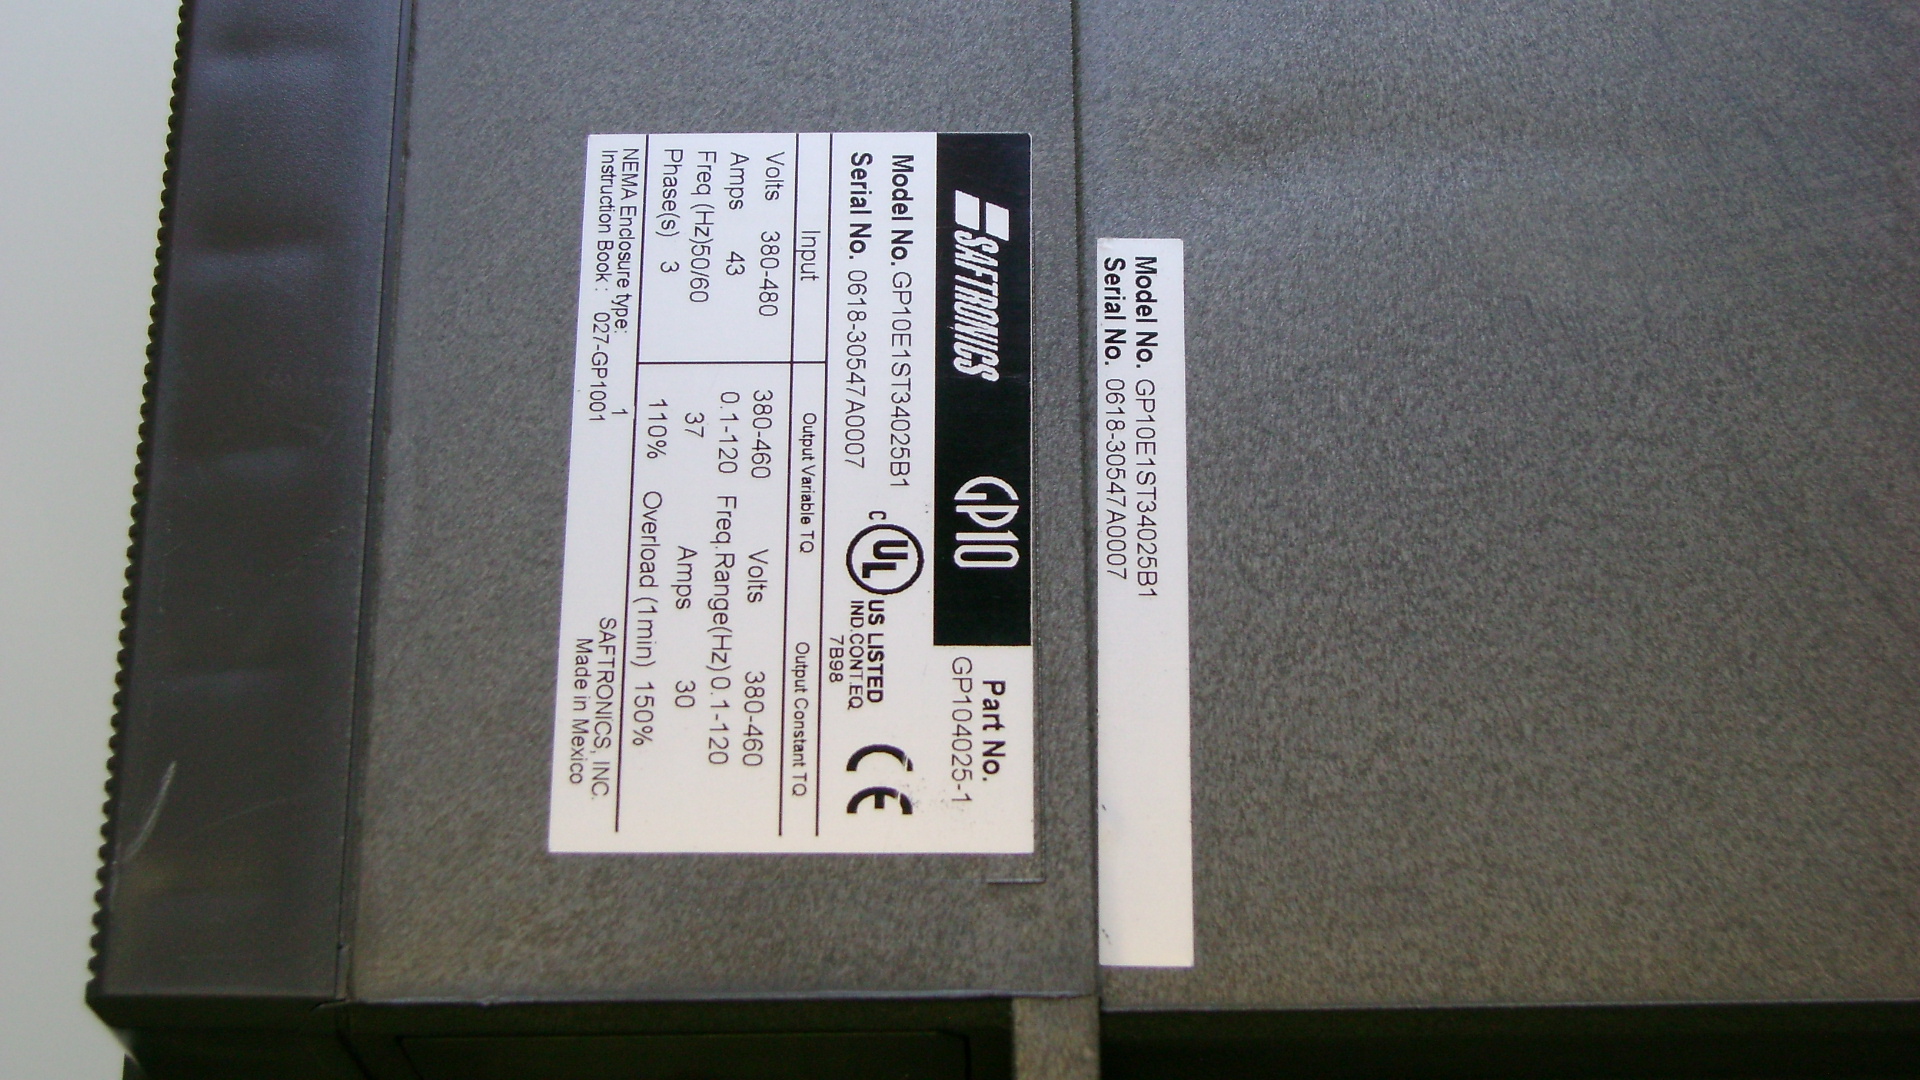 Model No. GP10E1ST34025B1
Serial No. 0618-30547A0007
SAFTRONICS GP10 Part No.
GP104025-1
Model No. GP10E1ST34025B1
Serial No. 0618-30547A0007
C UL US LISTED
IND.CONT.EQ
7B98
CE
Input Output Variable TQ Output Constant TQ
Volts 380-480 380-460 Volts 380-460
Amps 43 0.1-120 Freq.Range(Hz) 0.1-120
Freq (Hz)50/60 37 Amps 30
Phase(s) 3 110% Overload (1min) 150%
NEMA Enclosure type: 1 SAFTRONICS, INC.
Instruction Book : 027-GP1001 Made in Mexico